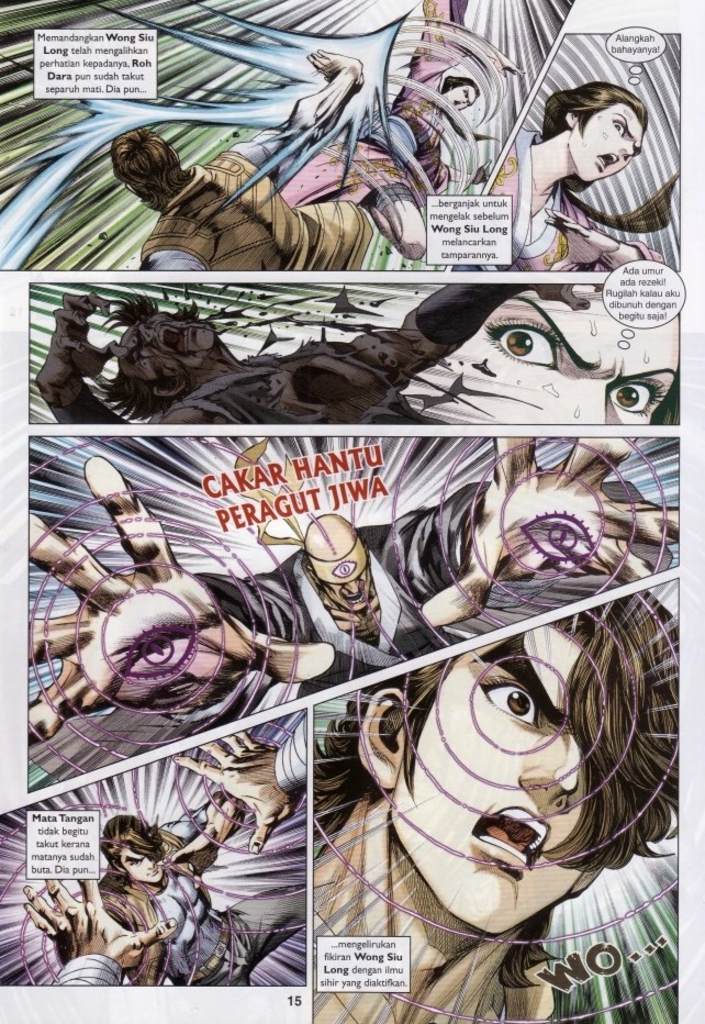 Memandangkan Wong Siu
Long telah mengalihkan
perhatian kepadanya, Roh
Dara pun sudah takut
separuh mati. Dia pun...
Alangkah
bahayanya!
...berganjak untuk
mengelak sebelum
Wong Siu Long
melancarkan
tamparannya.
Ada umur
ada rezeki!
Rugilah kalau aku
dibunuh dengan
begitu saja!
CAKAR HANTU
PERAGUT JIWA
Mata Tangan
tidak begitu
takut kerana
matanya sudah
buta. Dia pun...
...mengelirukan
fikiran Wong Siu
Long dengan ilmu
sihir yang diaktifkan.
WO...
15